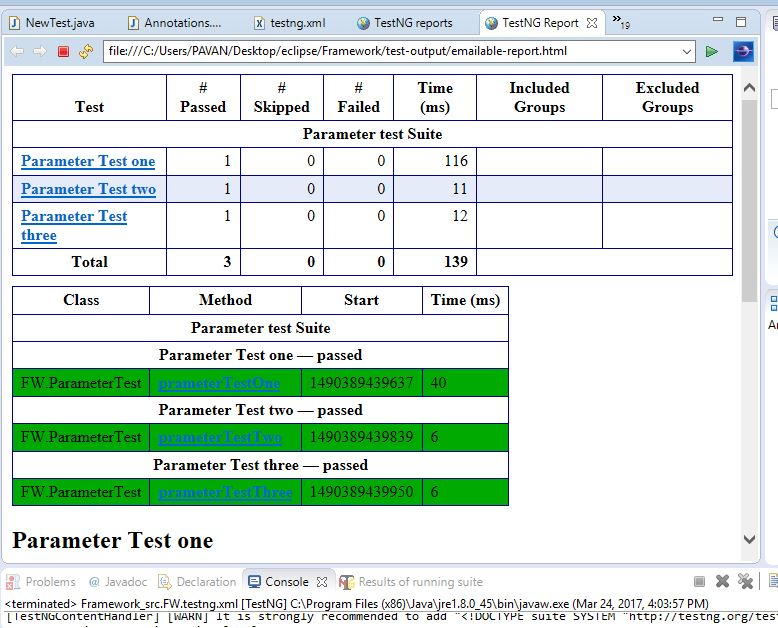 NewTest.java Annotations.... testng.xml TestNG reports TestNG Report 19
file:///C:/Users/PAVAN/Desktop/eclipse/Framework/test-output/emailable-report.html
Test # Passed # Skipped # Failed Time (ms) Included Groups Excluded Groups
Parameter test Suite
Parameter Test one 1 0 0 116
Parameter Test two 1 0 0 11
Parameter Test three 1 0 0 12
Total 3 0 0 139
Class Method Start Time (ms)
Parameter test Suite
Parameter Test one — passed
FW.ParameterTest prameterTestOne 1490389439637 40
Parameter Test two — passed
FW.ParameterTest prameterTestTwo 1490389439839 6
Parameter Test three — passed
FW.ParameterTest prameterTestThree 1490389439950 6
Parameter Test one
Problems @ Javadoc Declaration Console Results of running suite
<terminated> Framework_src.FW.testng.xml [TestNG] C:\Program Files (x86)\Java\jre1.8.0_45\bin\javaw.exe (Mar 24, 2017, 4:03:57 PM)
[TestNGContentHandler] [WARN] It is strongly recommended to add "<!DOCTYPE suite SYSTEM "http://testng.org/tes